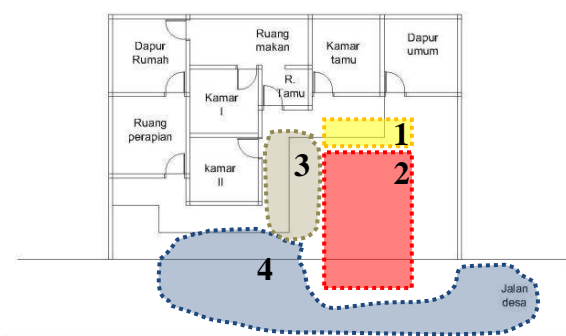 Dapur
Rumah
Ruang
makan
Kamar
tamu
Dapur
umum
Kamar
I
R.
Tamu
Ruang
perapian
kamar
II
1
2
3
4
Jalan
desa